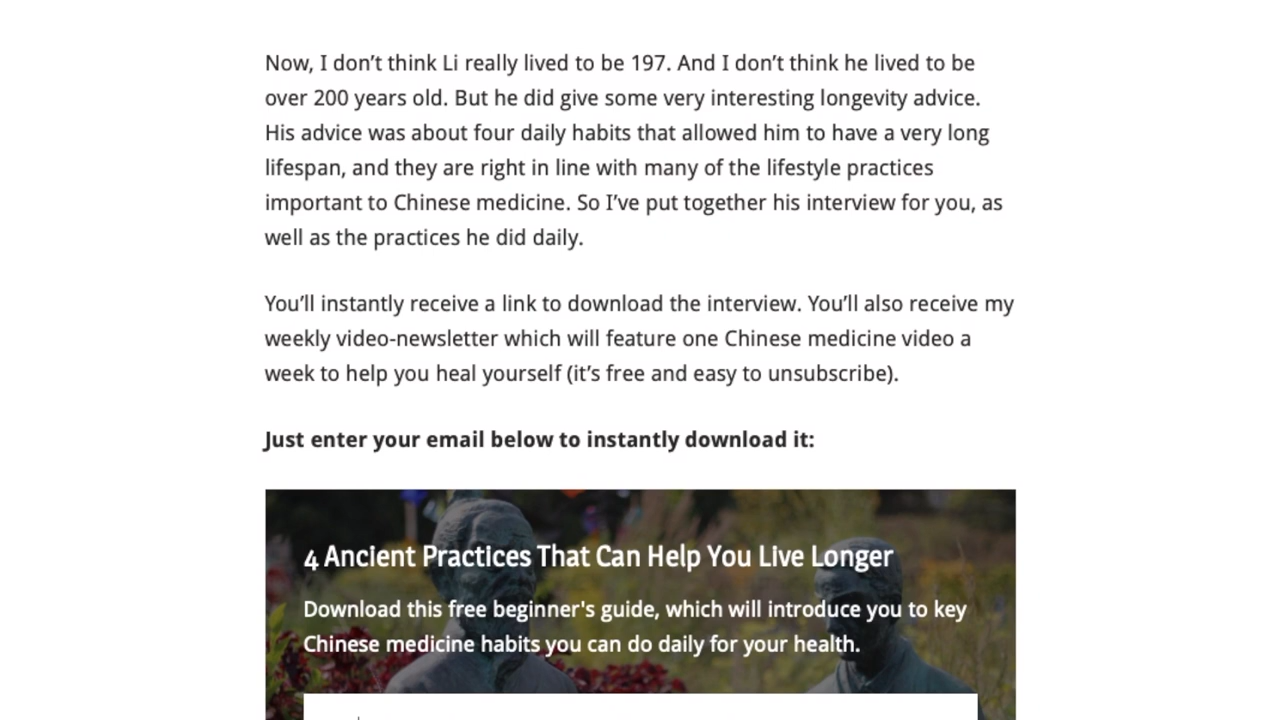 Now, I don’t think Li really lived to be 197. And I don’t think he lived to be
over 200 years old. But he did give some very interesting longevity advice.
His advice was about four daily habits that allowed him to have a very long
lifespan, and they are right in line with many of the lifestyle practices
important to Chinese medicine. So I’ve put together his interview for you, as
well as the practices he did daily.
You’ll instantly receive a link to download the interview. You’ll also receive my
weekly video-newsletter which will feature one Chinese medicine video a
week to help you heal yourself (it’s free and easy to unsubscribe).
Just enter your email below to instantly download it:
4 Ancient Practices That Can Help You Live Longer
Download this free beginner's guide, which will introduce you to key
Chinese medicine habits you can do daily for your health.